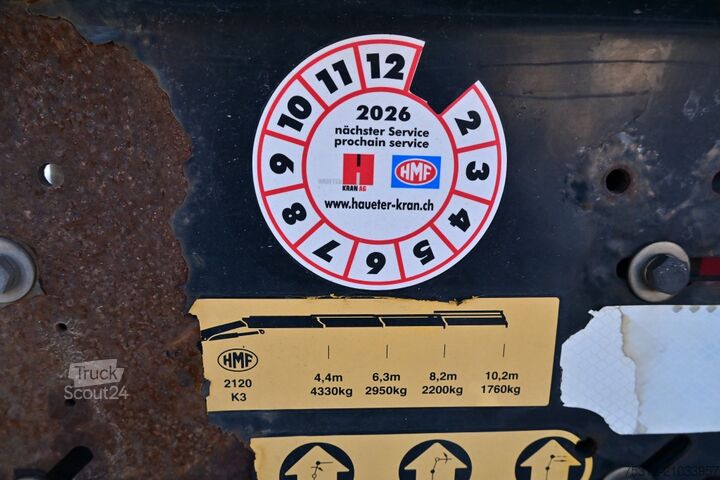 12
2
3
4
5
6
7
8
9
10
11
2026
nächster Service
prochain service
H
KRAN AG
HMF
www.haueter-kran.ch
HMF
2120
K3
4,4m 6,3m 8,2m 10,2m
4330kg 2950kg 2200kg 1760kg
Truck
Scout24